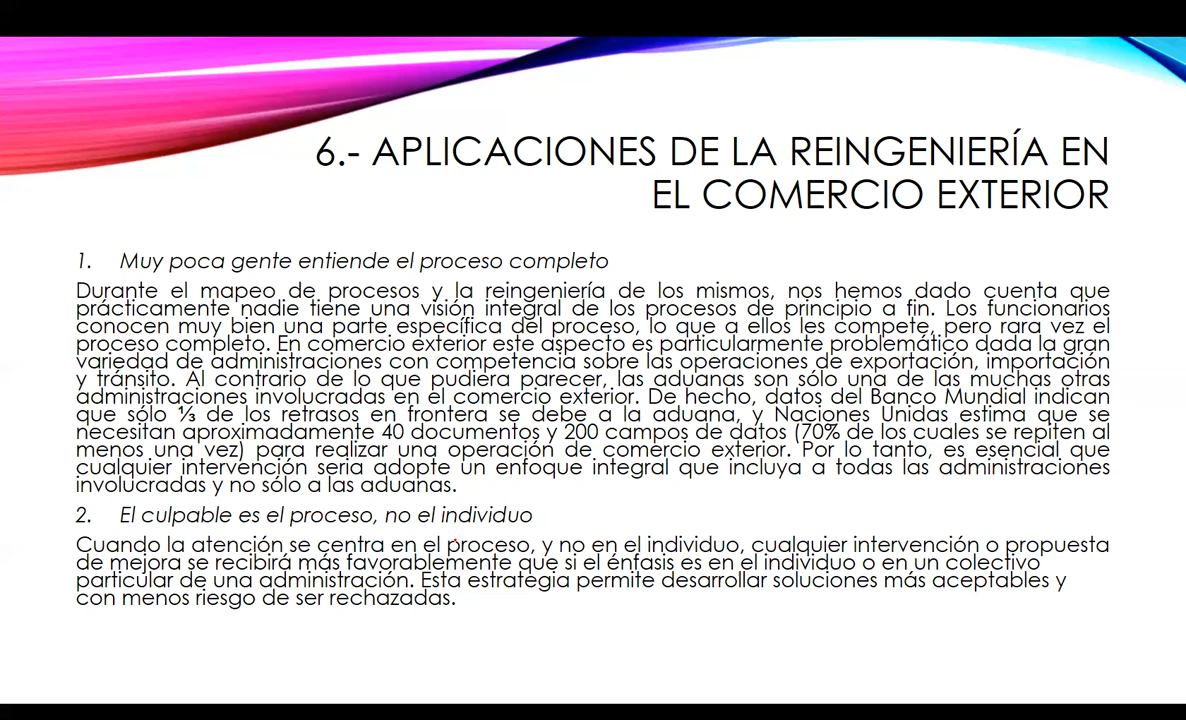 6.- APLICACIONES DE LA REINGENIERÍA EN
EL COMERCIO EXTERIOR
1. Muy poca gente entiende el proceso completo
Durante el mapeo de procesos y la reingeniería de los mismos, nos hemos dado cuenta que
prácticamente nadie tiene una visión integral de los procesos de principio a fin. Los funcionarios
conocen muy bien una parte específica del proceso, lo que a ellos les compete, pero rara vez el
proceso completo. En comercio exterior este aspecto es particularmente problemático dada la gran
variedad de administraciones con competencia sobre las operaciones de exportación, importación
y tránsito. Al contrario de lo que pudiera parecer, las aduanas son sólo una de las muchas otras
administraciones involucradas en el comercio exterior. De hecho, datos del Banco Mundial indican
que sólo ⅓ de los retrasos en frontera se debe a la aduana, y Naciones Unidas estima que se
necesitan aproximadamente 40 documentos y 200 campos de datos (70% de los cuales se repiten al
menos una vez) para realizar una operación de comercio exterior. Por lo tanto, es esencial que
cualquier intervención seria adopte un enfoque integral que incluya a todas las administraciones
involucradas y no sólo a las aduanas.
2. El culpable es el proceso, no el individuo
Cuando la atención se centra en el proceso, y no en el individuo, cualquier intervención o propuesta
de mejora se recibirá más favorablemente que si el énfasis es en el individuo o en un colectivo
particular de una administración. Esta estrategia permite desarrollar soluciones más aceptables y
con menos riesgo de ser rechazadas.